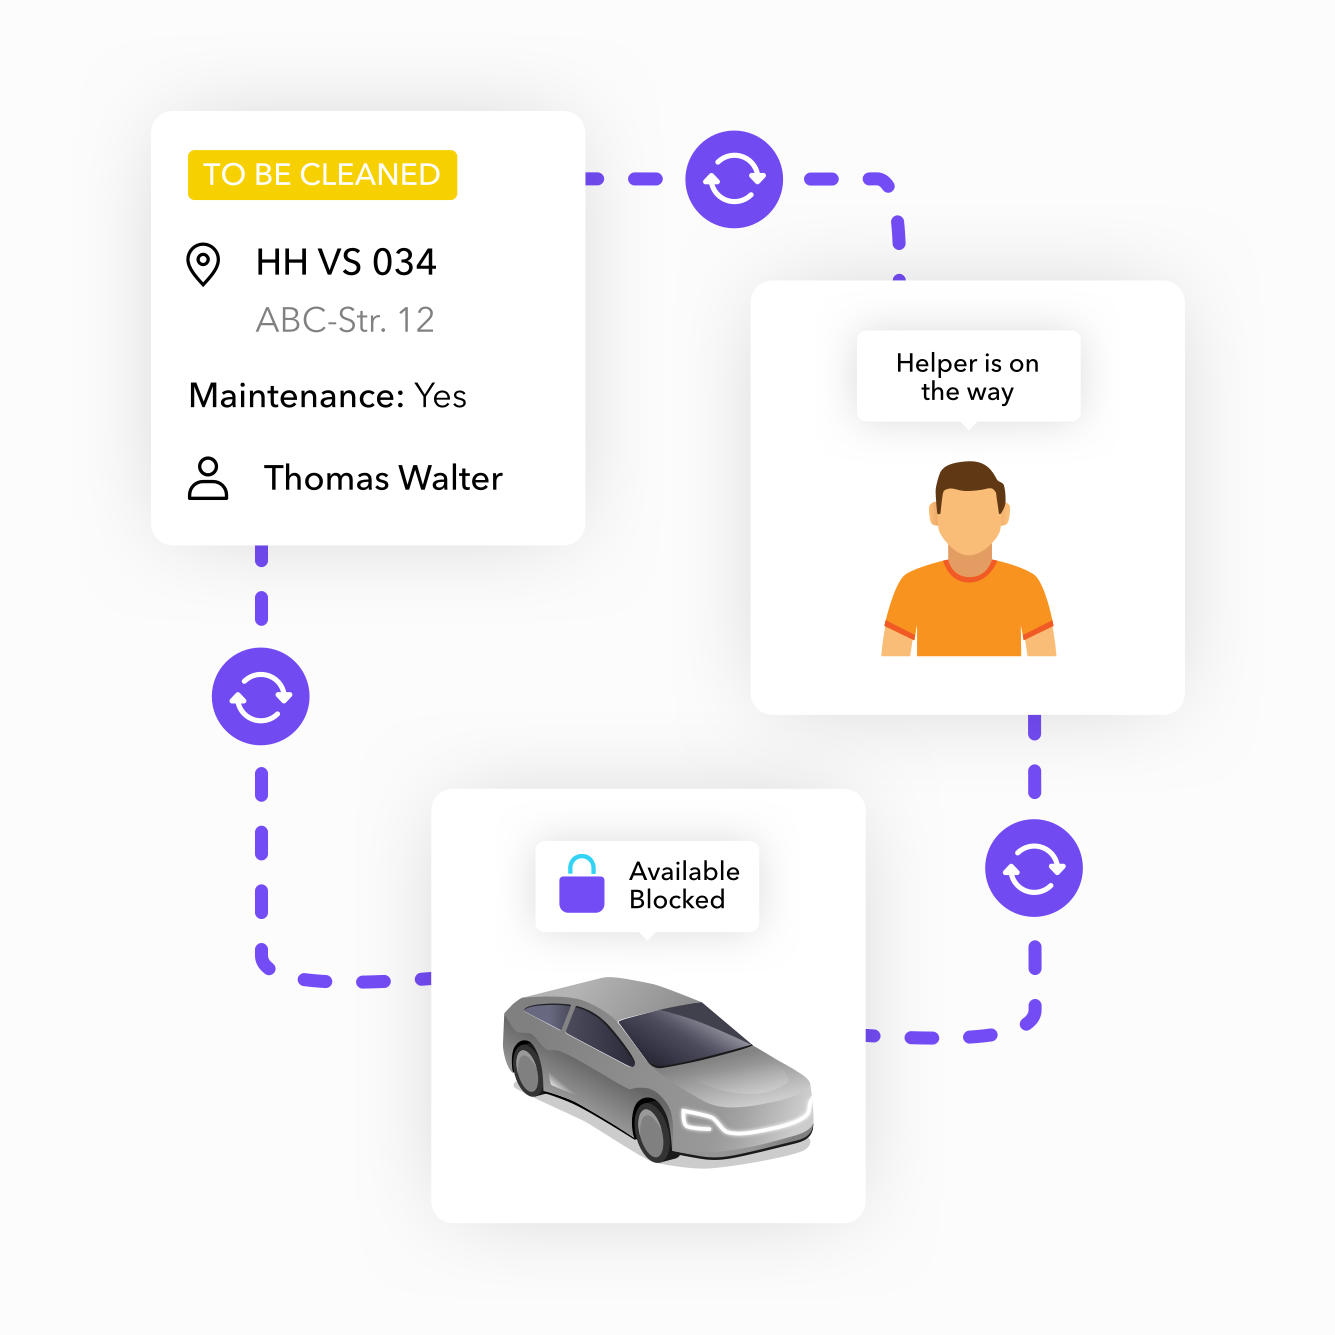 TO BE CLEANED
HH VS 034
ABC-Str. 12
Maintenance: Yes
Thomas Walter
Helper is on
the way
Available
Blocked